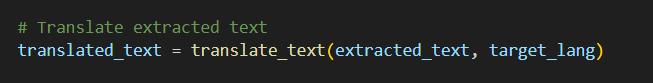 # Translate extracted text
translated_text = translate_text(extracted_text, target_lang)